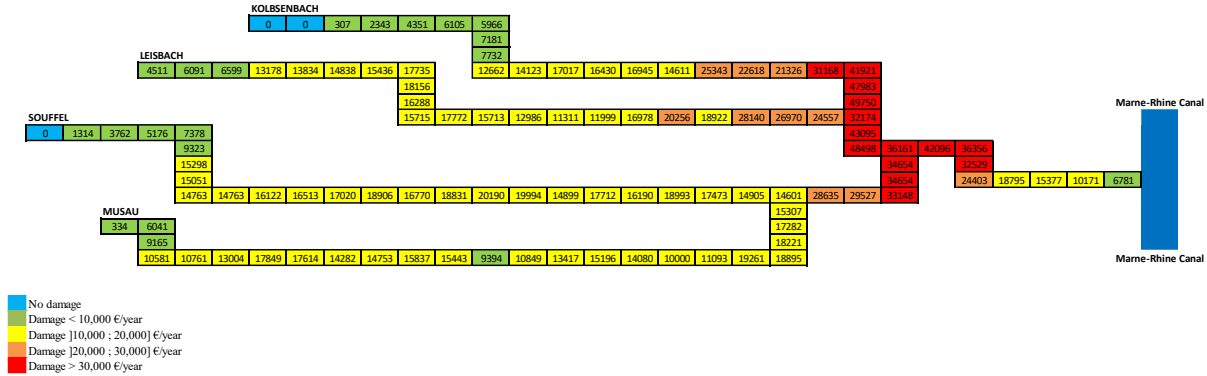 KOLBSENBACH
0 0 307 2343 4351 6105 5966
7181
LEISBACH 7732
4511 6091 6599 13178 13834 14838 15436 17735 12662 14123 17017 16430 16945 14611 25343 22618 21326 31168 41921
18156 47983
16288 49750 Marne-Rhine Canal
SOUFFEL 15715 17772 15713 12986 11311 11999 16978 20256 18922 28140 26970 24557 32174
0 1314 3762 5176 7378 43095
9323 48498 36161 42096 36356
15298 34654 32529
15051 34654 24403 18795 15377 10171 6781
14763 14763 16122 16513 17020 18906 16770 18831 20190 19994 14899 17712 16190 18993 17473 14905 14601 28635 29527 33148
MUSAU 15307
334 6041 17282
9165 18221
10581 10761 13004 17849 17614 14282 14753 15837 15443 9394 10849 13417 15196 14080 10000 11093 19261 18895 Marne-Rhine Canal
No damage
Damage < 10,000 €/year
Damage ]10,000 ; 20,000] €/year
Damage ]20,000 ; 30,000] €/year
Damage > 30,000 €/year